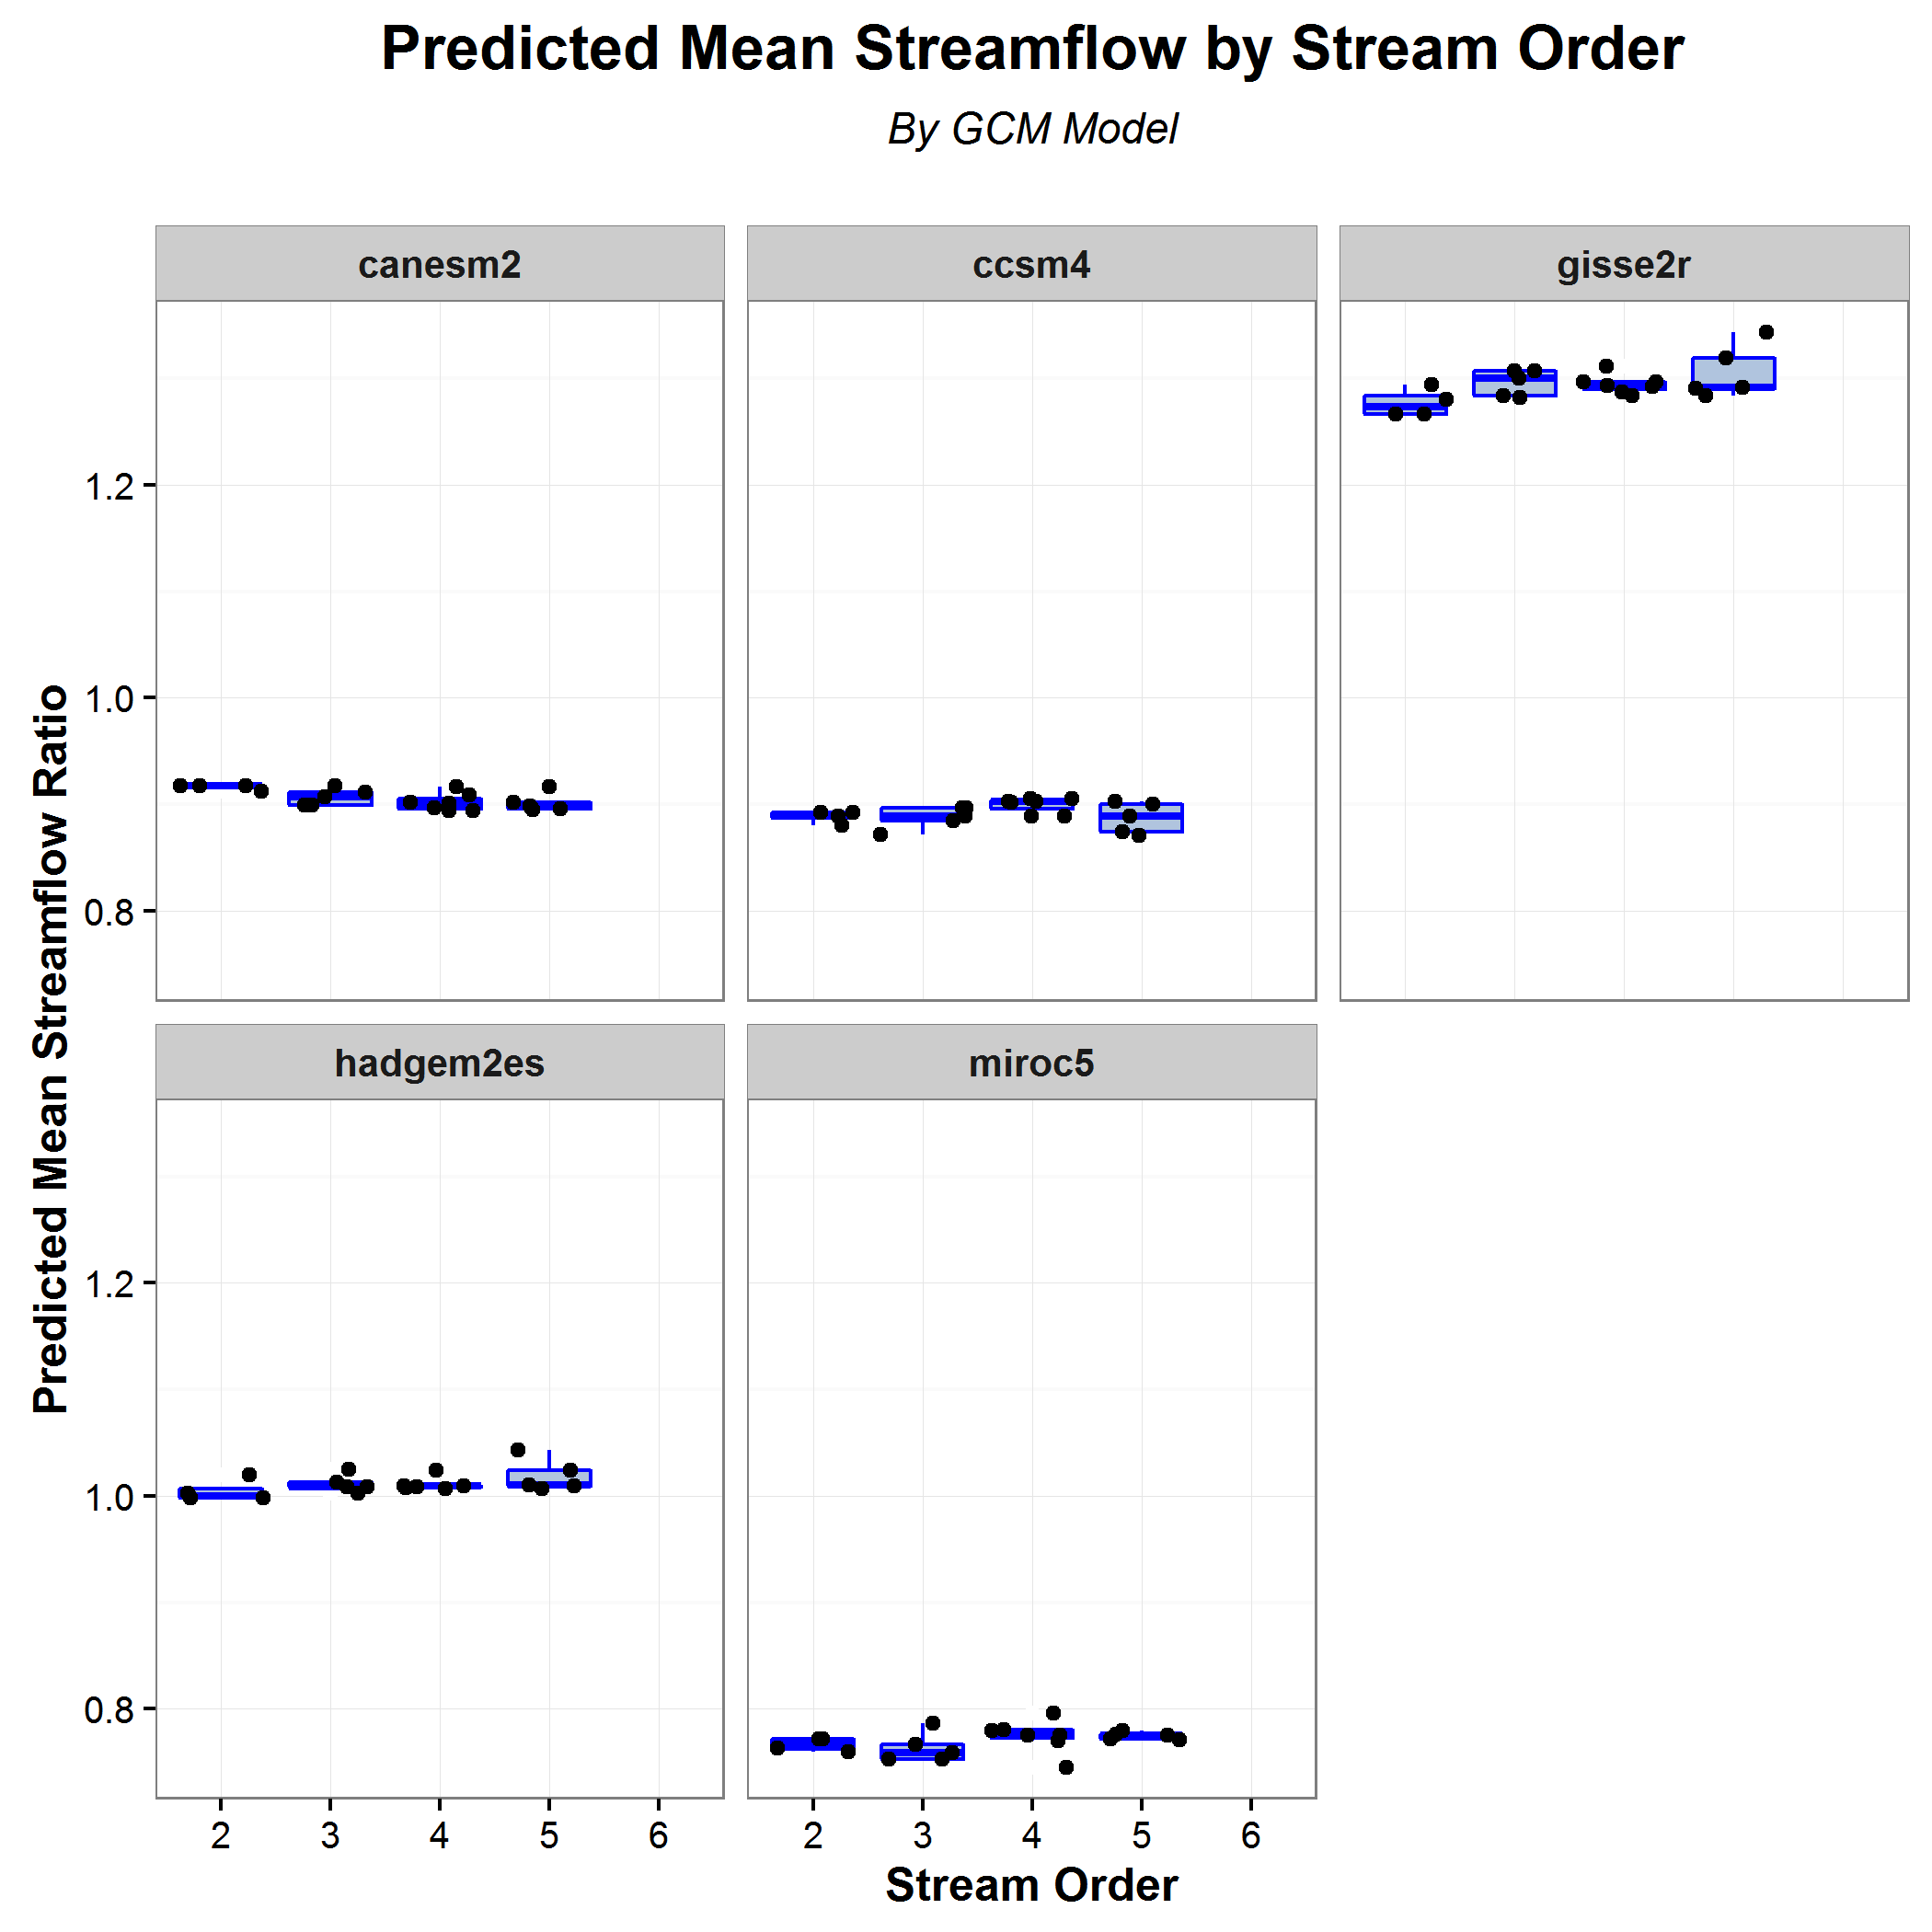 Predicted Mean Streamflow by Stream Order
By GCM Model
canesm2
ccsm4
gisse2r
1.2
1.0
0.8
Predicted Mean Streamflow Ratio
hadgem2es
miroc5
1.2
1.0
0.8
2 3 4 5 6
2 3 4 5 6
Stream Order